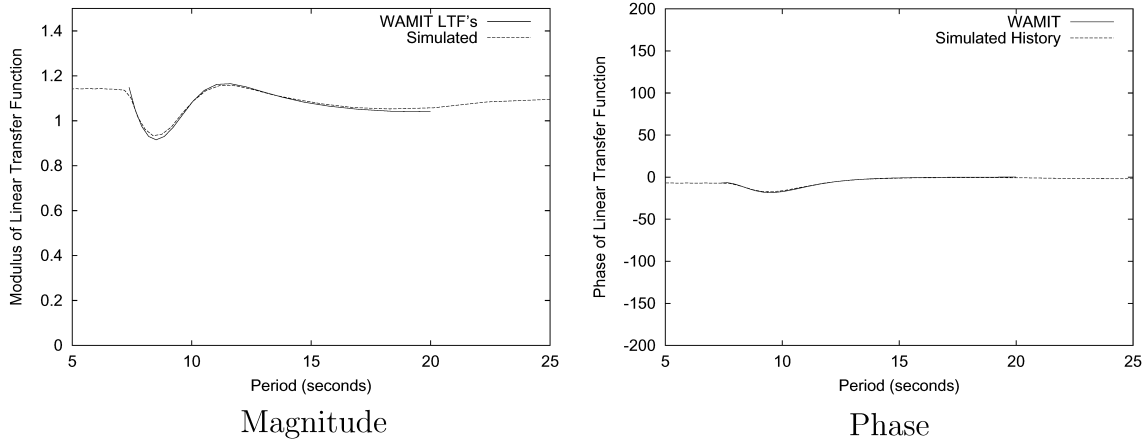 WAMIT LTF's
Simulated
Modulus of Linear Transfer Function
1.4
1.2
1
0.8
0.6
0.4
0.2
0
5 10 15 20 25
Period (seconds)
Magnitude
WAMIT
Simulated History
Phase of Linear Transfer Function
200
150
100
50
0
-50
-100
-150
-200
5 10 15 20 25
Period (seconds)
Phase